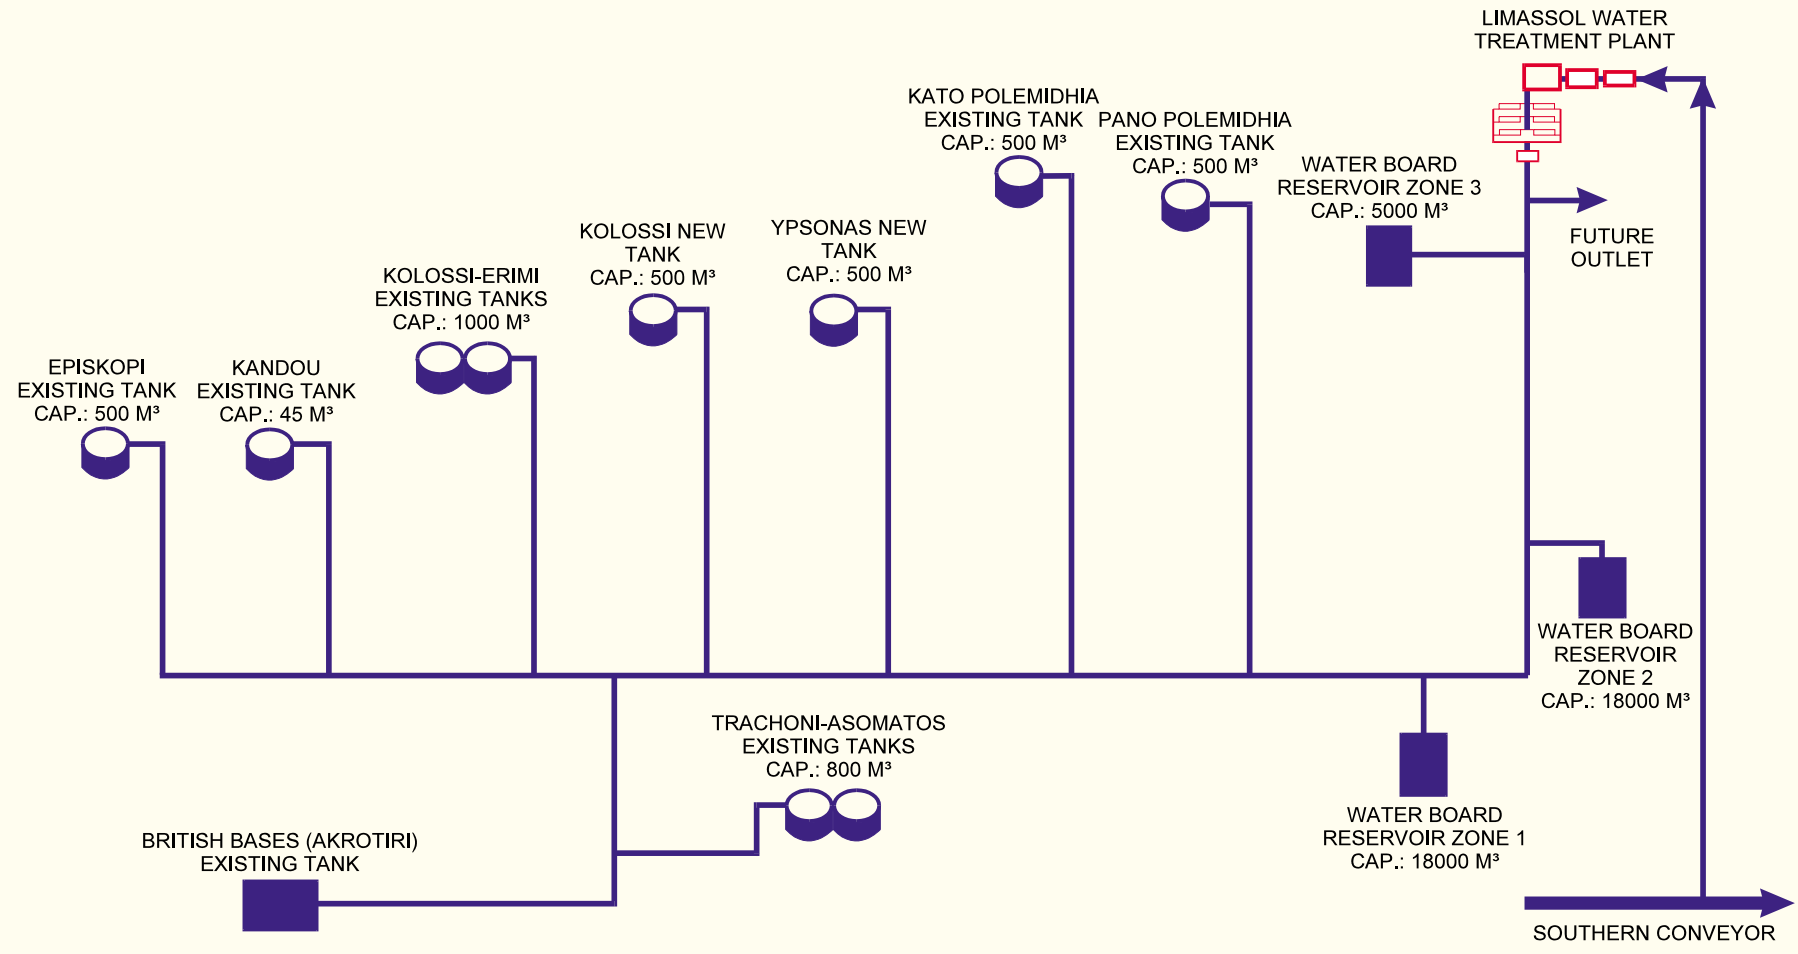 LIMASSOL WATER
TREATMENT PLANT
KATO POLEMIDHIA
EXISTING TANK
CAP.: 500 M³
PANO POLEMIDHIA
EXISTING TANK
CAP.: 500 M³
WATER BOARD
RESERVOIR ZONE 3
CAP.: 5000 M³
FUTURE
OUTLET
KOLOSSI NEW
TANK
CAP.: 500 M³
YPSONAS NEW
TANK
CAP.: 500 M³
KOLOSSI-ERIMI
EXISTING TANKS
CAP.: 1000 M³
EPISKOPI
EXISTING TANK
CAP.: 500 M³
KANDOU
EXISTING TANK
CAP.: 45 M³
WATER BOARD
RESERVOIR
ZONE 2
CAP.: 18000 M³
TRACHONI-ASOMATOS
EXISTING TANKS
CAP.: 800 M³
WATER BOARD
RESERVOIR ZONE 1
CAP.: 18000 M³
BRITISH BASES (AKROTIRI)
EXISTING TANK
SOUTHERN CONVEYOR